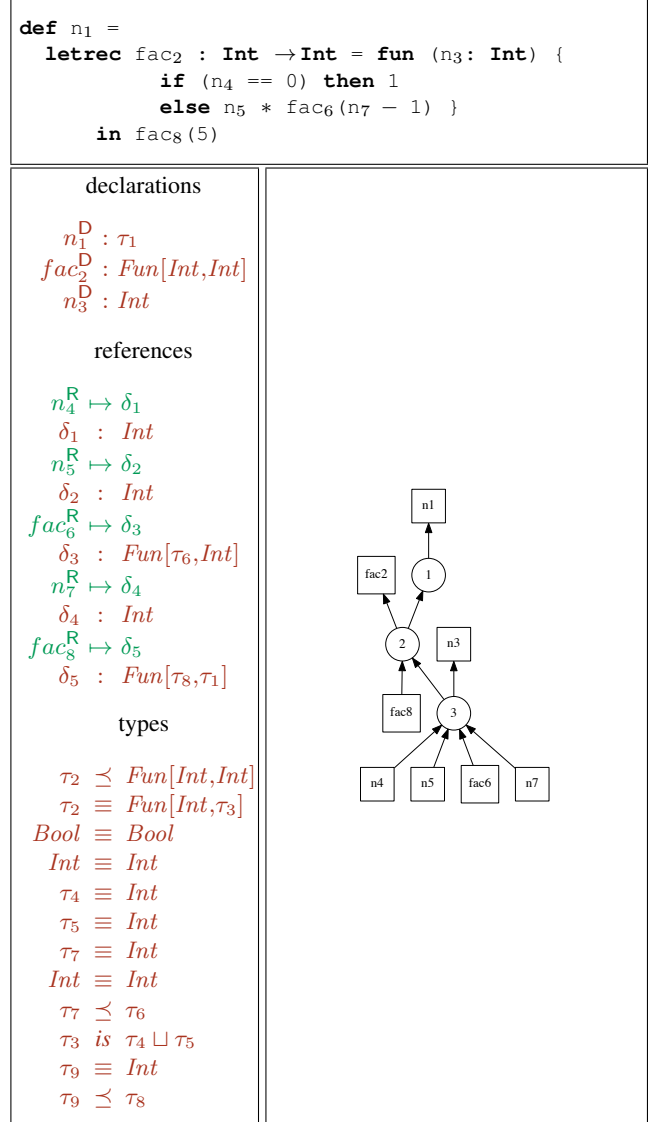 def n₁ =
letrec fac₂ : Int →Int = fun (n₃: Int) {
if (n₄ == 0) then 1
else n₅ * fac₆(n₇ − 1) }
in fac₈(5)
declarations
n₁ᴰ : τ₁
fac₂ᴰ : Fun[Int,Int]
n₃ᴰ : Int
references
n₄ᴿ ↦ δ₁
δ₁ : Int
n₅ᴿ ↦ δ₂
δ₂ : Int
fac₆ᴿ ↦ δ₃
δ₃ : Fun[τ₆,Int]
n₇ᴿ ↦ δ₄
δ₄ : Int
fac₈ᴿ ↦ δ₅
δ₅ : Fun[τ₈,τ₁]
types
τ₂ ⪯ Fun[Int,Int]
τ₂ ≡ Fun[Int,τ₃]
Bool ≡ Bool
Int ≡ Int
τ₄ ≡ Int
τ₅ ≡ Int
τ₇ ≡ Int
Int ≡ Int
τ₇ ⪯ τ₆
τ₃ is τ₄ ⊔ τ₅
τ₉ ≡ Int
τ₉ ⪯ τ₈
n1
fac2 1
2 n3
fac8 3
n4 n5 fac6 n7